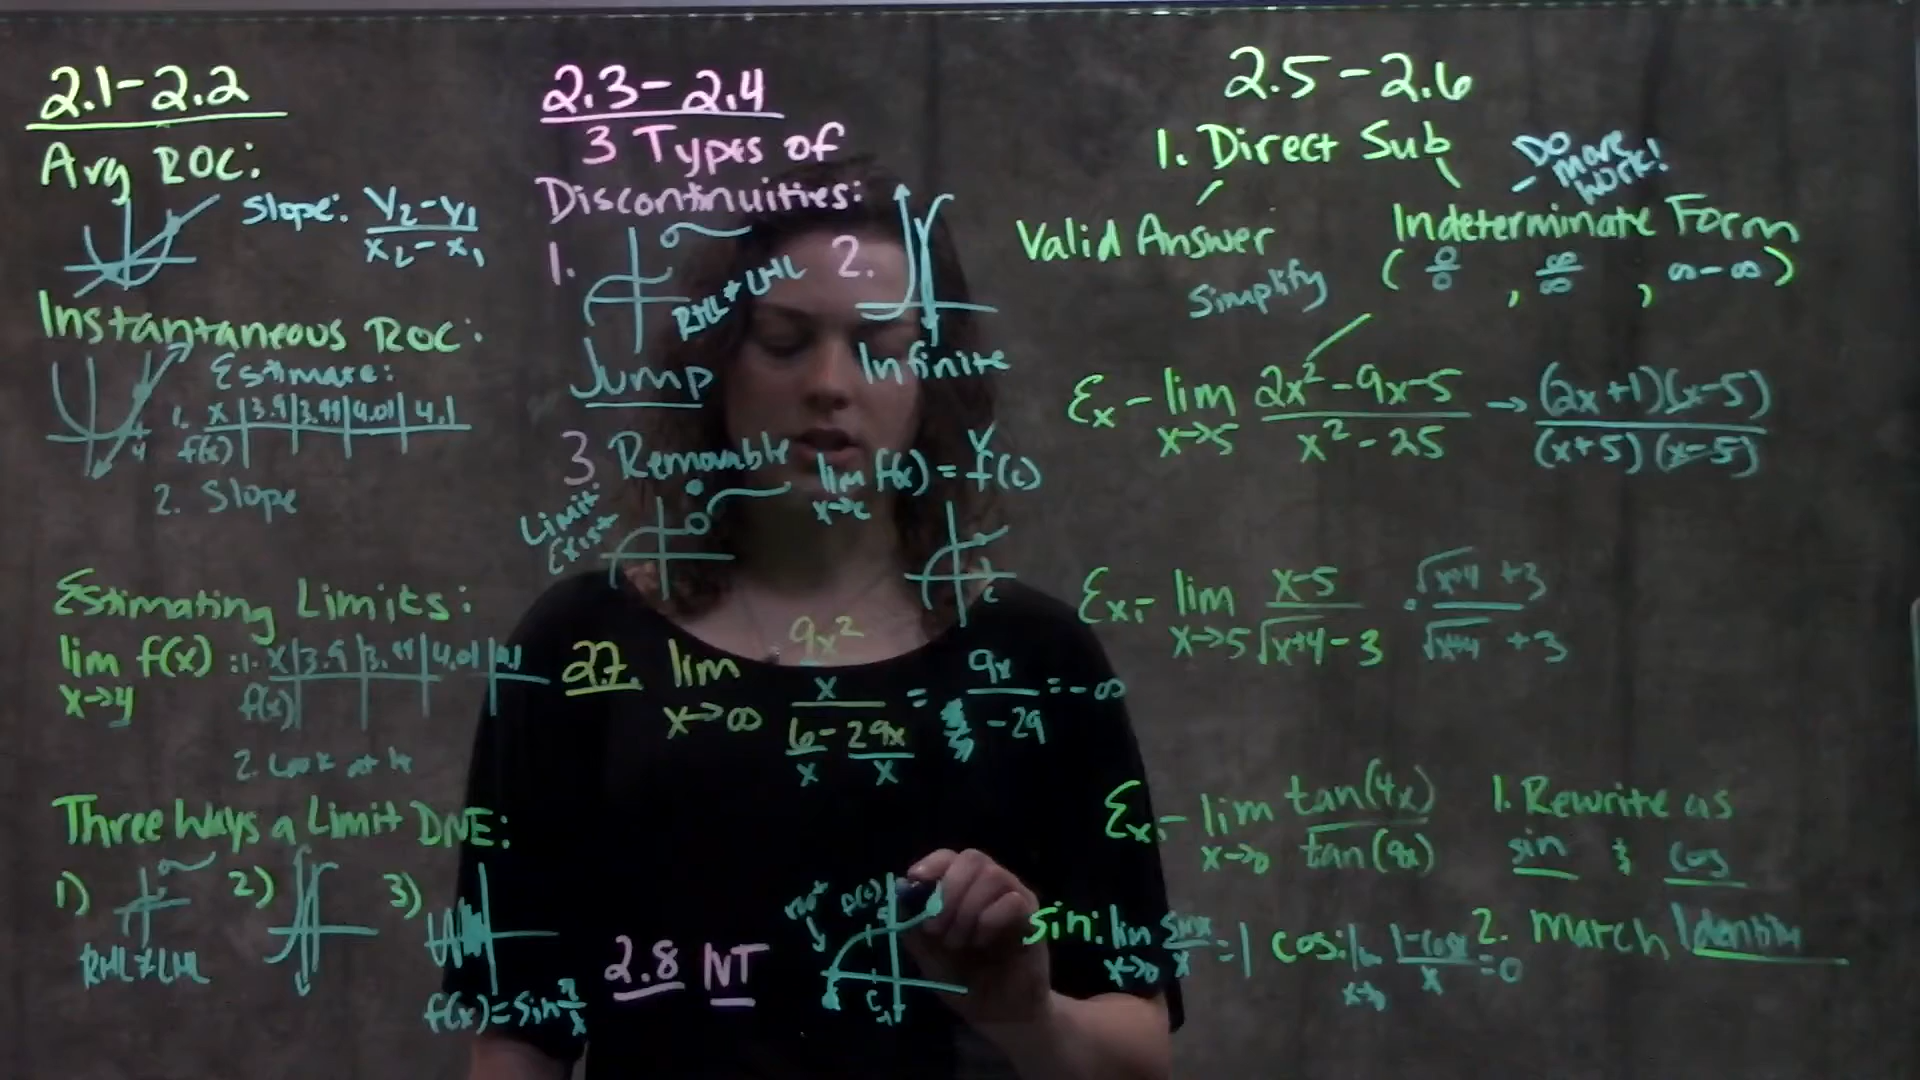 2.1-2.2
Avg ROC:
Slope: y₂-y₁
x₂-x₁
Instantaneous ROC:
Estimate:
1. x | 3.9 | 3.99 | 4.01 | 4.1
f(x)
4
2. Slope
Estimating Limits:
lim f(x) : 1. x | 3.9 | 3.99 | 4.01 | 4.1
x→4 f(x)
2. Look at it
Three Ways a Limit DNE:
1) 2) 3)
RHL≠LHL
f(x)=sin π/x
2.3-2.4
3 Types of
Discontinuities:
1. 2.
RHL ≠ LHL
Jump
Infinite
3 Removable
Limit Exist
lim f(x) = f(c)
x→c
c
2.7. lim
x→∞
9x²
x
6 - 29x
x x
= 9x
-29
= -∞
2.8 IVT
f(c)
c
2.5-2.6
1. Direct Sub
- Do more work!
Valid Answer
Indeterminate Form
( 0/0 , ∞/∞ , ∞-∞ )
Simplify
Ex- lim 2x²-9x-5 → (2x+1)(x-5)
x→5 x²-25 (x+5)(x-5)
Ex:- lim x-5 · √x+4 +3
x→5 √x+4 - 3 √x+4 +3
Ex:- lim tan(4x)
x→0 tan(9x)
1. Rewrite as
sin & cos
sin: lim sinx/x = 1
x→0
cos: lim 1-cosx/x = 0
x→0
2. Match Identity